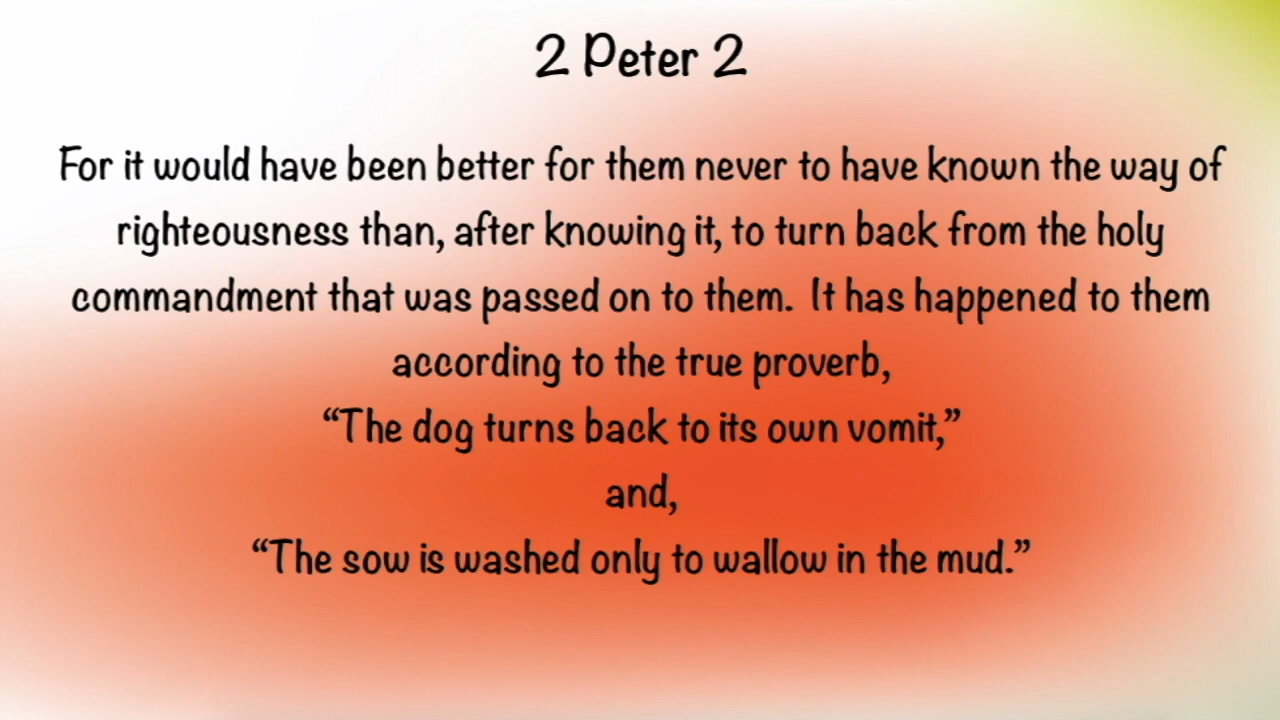 2 Peter 2
For it would have been better for them never to have known the way of
righteousness than, after knowing it, to turn back from the holy
commandment that was passed on to them.  It has happened to them
according to the true proverb,
“The dog turns back to its own vomit,”
and,
“The sow is washed only to wallow in the mud.”